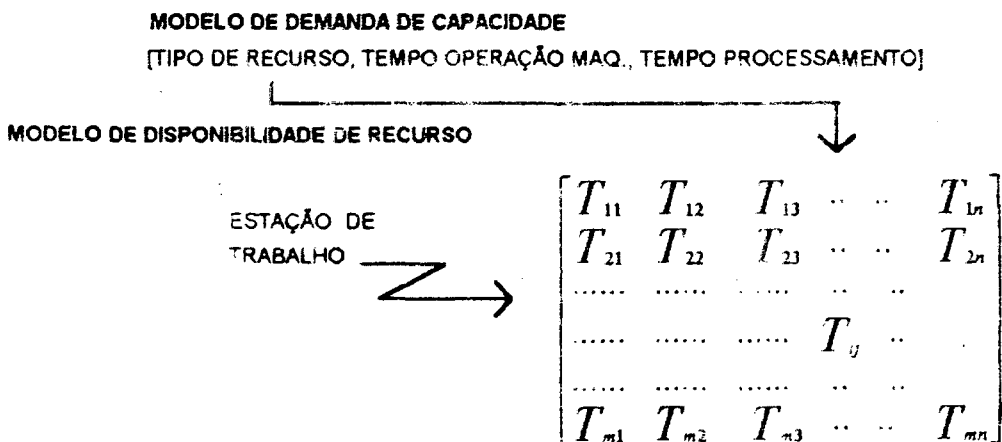 MODELO DE DEMANDA DE CAPACIDADE
[TIPO DE RECURSO, TEMPO OPERAÇÃO MAQ., TEMPO PROCESSAMENTO]
MODELO DE DISPONIBILIDADE DE RECURSO
ESTAÇÃO DE
TRABALHO
T11 T12 T13 .. .. T1n
T21 T22 T23 .. .. T2n
...... ...... ...... .. ..
...... ...... ...... Tij .. .
...... ...... ...... .. ..
Tm1 Tm2 Tm3 .. .. Tmn